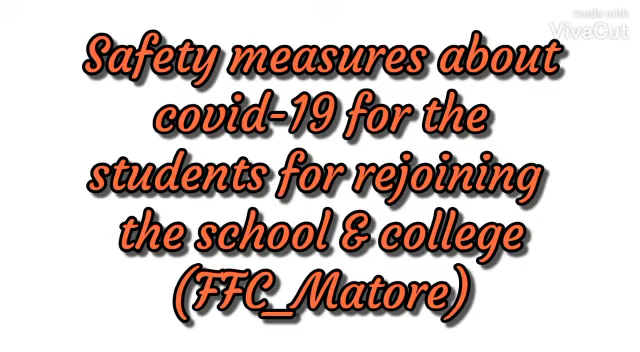 made with
VivaCut
Safety measures about
covid-19 for the
students for rejoining
the school & college
(FFC_Matore)